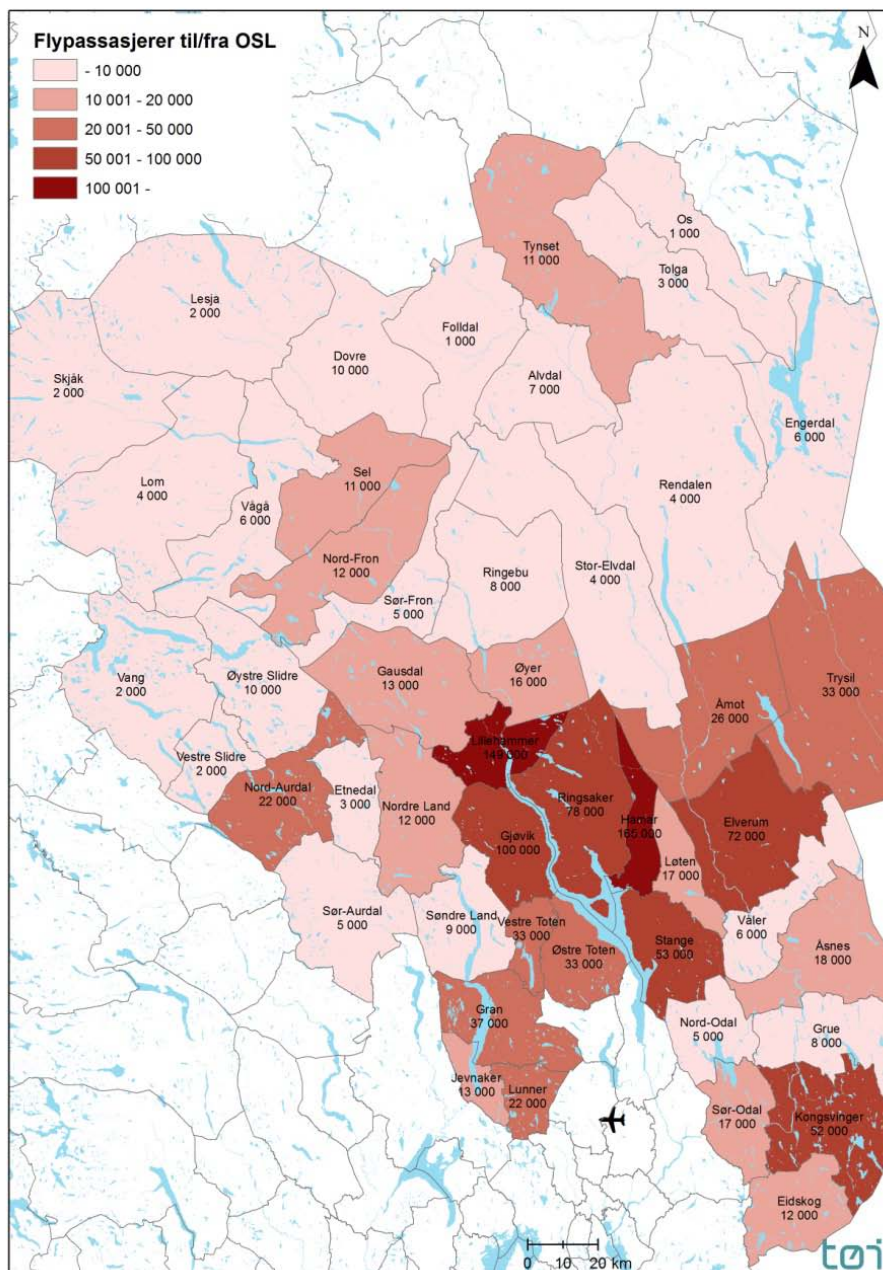 Flypassasjerer til/fra OSL
- 10 000
10 001 - 20 000
20 001 - 50 000
50 001 - 100 000
100 001 -
N
Os
1 000
Tynset
11 000
Tolga
3 000
Lesja
2 000
Folldal
1 000
Dovre
10 000
Alvdal
7 000
Skjåk
2 000
Engerdal
6 000
Sel
11 000
Lom
4 000
Rendalen
4 000
Vågå
6 000
Nord-Fron
12 000
Ringebu
8 000
Stor-Elvdal
4 000
Sør-Fron
5 000
Vang
2 000
Øystre Slidre
10 000
Gausdal
13 000
Øyer
16 000
Trysil
33 000
Åmot
26 000
Lillehammer
149 000
Vestre Slidre
2 000
Nord-Aurdal
22 000
Etnedal
3 000
Nordre Land
12 000
Ringsaker
78 000
Hamar
165 000
Elverum
72 000
Gjøvik
100 000
Løten
17 000
Sør-Aurdal
5 000
Søndre Land
9 000
Vestre Toten
33 000
Østre Toten
33 000
Stange
53 000
Våler
6 000
Åsnes
18 000
Gran
37 000
Nord-Odal
5 000
Grue
8 000
Jevnaker
13 000
Lunner
22 000
Sør-Odal
17 000
Kongsvinger
52 000
Eidskog
12 000
0 10 20 km
tøi